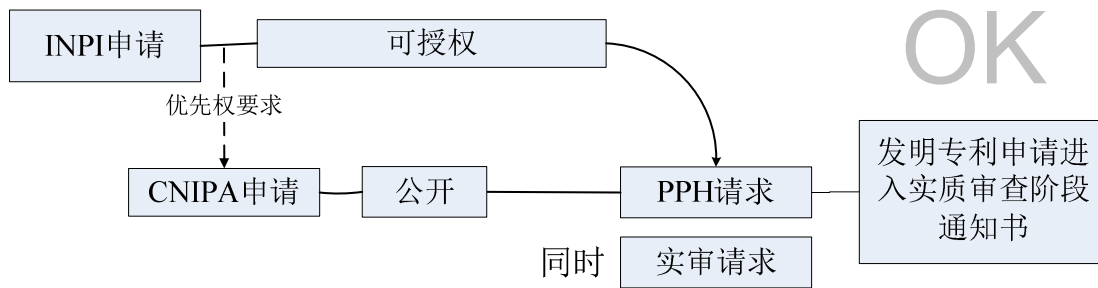 INPI申请
可授权
OK
优先权要求
CNIPA申请
公开
PPH请求
发明专利申请进
入实质审查阶段
通知书
同时
实审请求